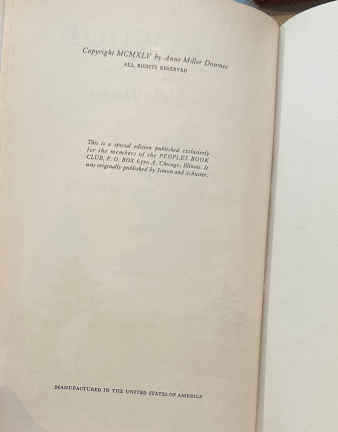 Copyright MCMXLV by Anne Miller Downes
ALL RIGHTS RESERVED
This is a special edition published exclusively
for the members of the PEOPLES BOOK
CLUB, P. O. BOX 6570 A, Chicago, Illinois. It
was originally published by Simon and Schuster.
MANUFACTURED IN THE UNITED STATES OF AMERICA